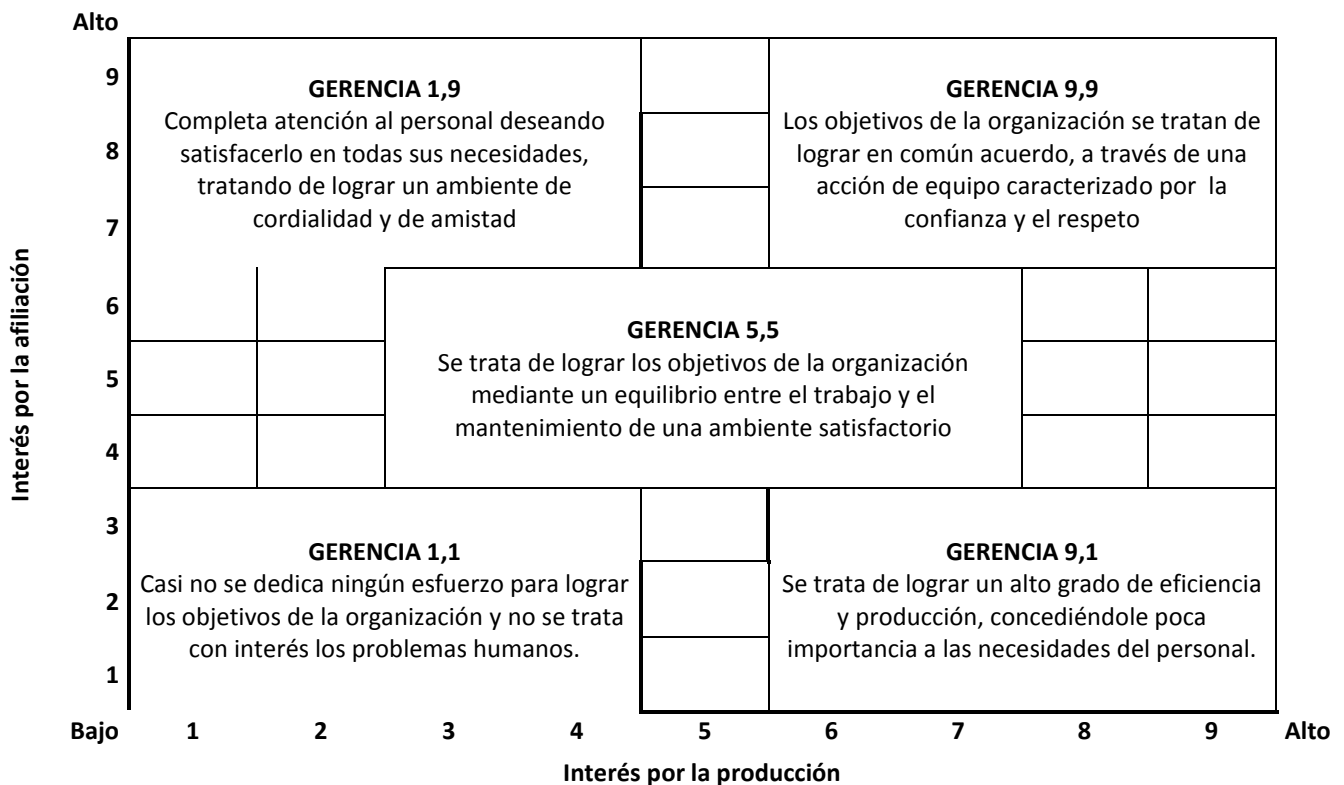 Alto
9
8
7
6
5
4
3
2
1
Interés por la afiliación
GERENCIA 1,9
Completa atención al personal deseando
satisfacerlo en todas sus necesidades,
tratando de lograr un ambiente de
cordialidad y de amistad
GERENCIA 9,9
Los objetivos de la organización se tratan de
lograr en común acuerdo, a través de una
acción de equipo caracterizado por la
confianza y el respeto
GERENCIA 5,5
Se trata de lograr los objetivos de la organización
mediante un equilibrio entre el trabajo y el
mantenimiento de una ambiente satisfactorio
GERENCIA 1,1
Casi no se dedica ningún esfuerzo para lograr
los objetivos de la organización y no se trata
con interés los problemas humanos.
GERENCIA 9,1
Se trata de lograr un alto grado de eficiencia
y producción, concediéndole poca
importancia a las necesidades del personal.
Bajo 1 2 3 4 5 6 7 8 9 Alto
Interés por la producción